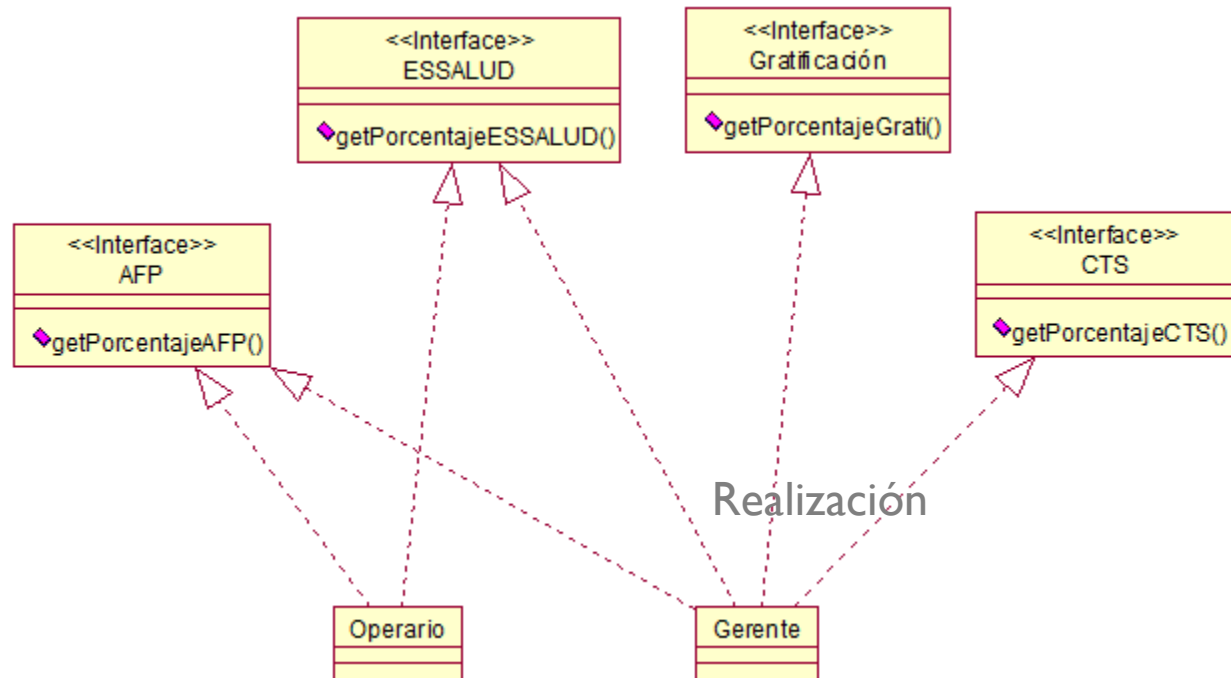 <<Interface>>
ESSALUD
getPorcentajeESSALUD()
<<Interface>>
Gratificación
getPorcentajeGrati()
<<Interface>>
AFP
getPorcentajeAFP()
<<Interface>>
CTS
getPorcentajeCTS()
Realización
Operario
Gerente